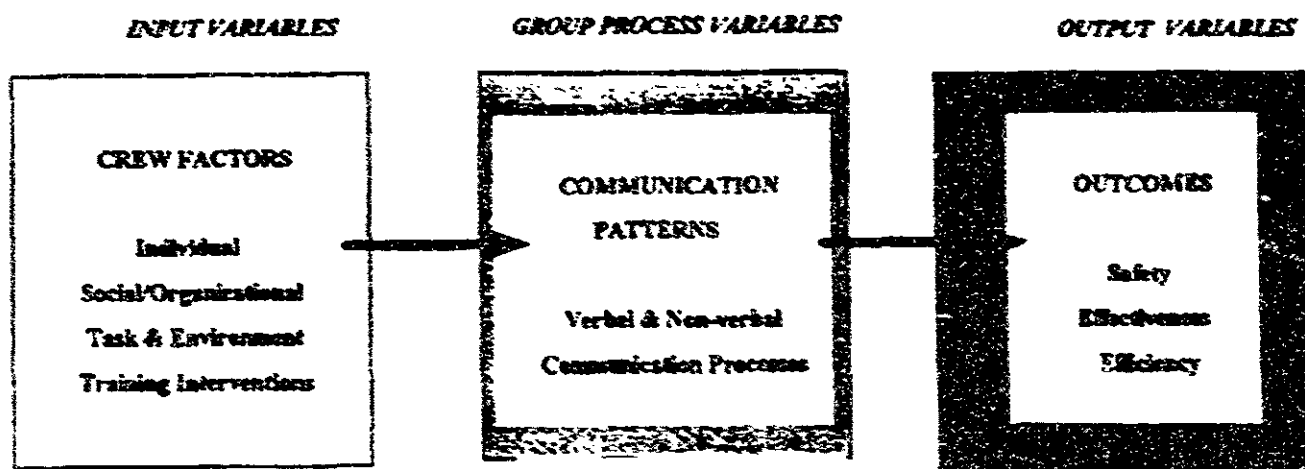 INPUT VARIABLES
GROUP PROCESS VARIABLES
OUTPUT VARIABLES
CREW FACTORS
Individual
Social/Organizational
Task & Environment
Training Interventions
COMMUNICATION
PATTERNS
Verbal & Non-verbal
Communication Processes
OUTCOMES
Safety
Effectiveness
Efficiency